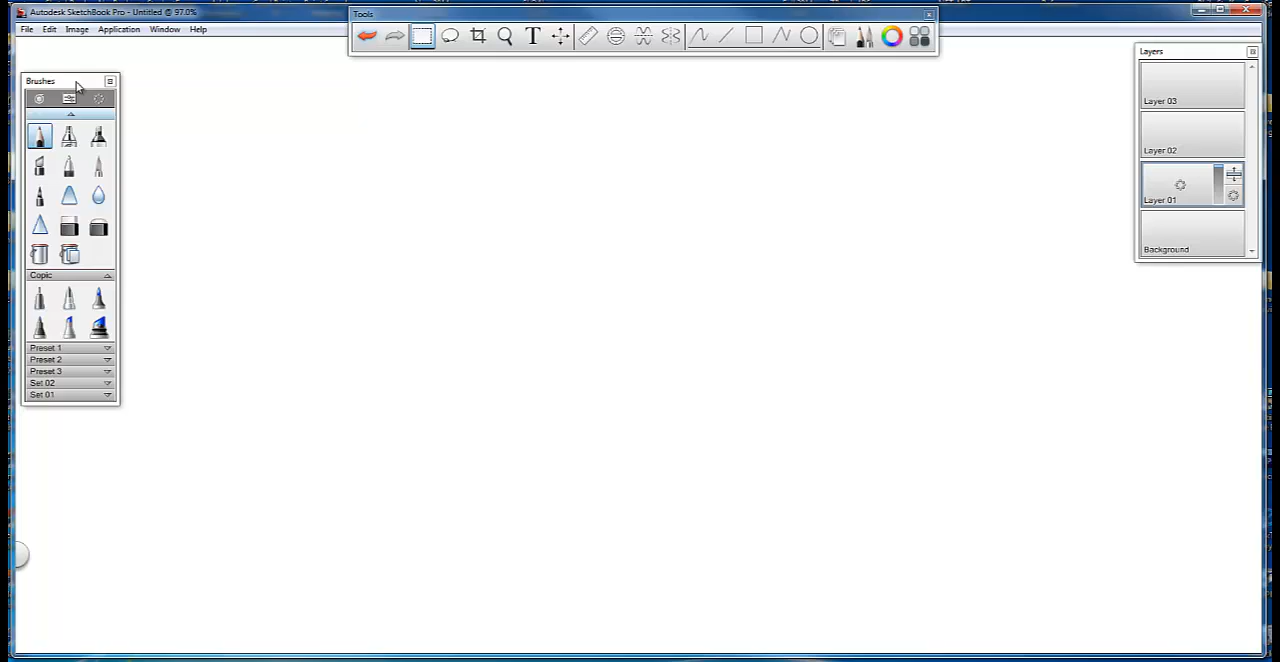 Autodesk SketchBook Pro - Untitled @ 97.0%
File Edit Image Application Window Help
Tools
T
Brushes
Copic
Preset 1
Preset 2
Preset 3
Set 02
Set 01
Layers
Layer 03
Layer 02
Layer 01
Background